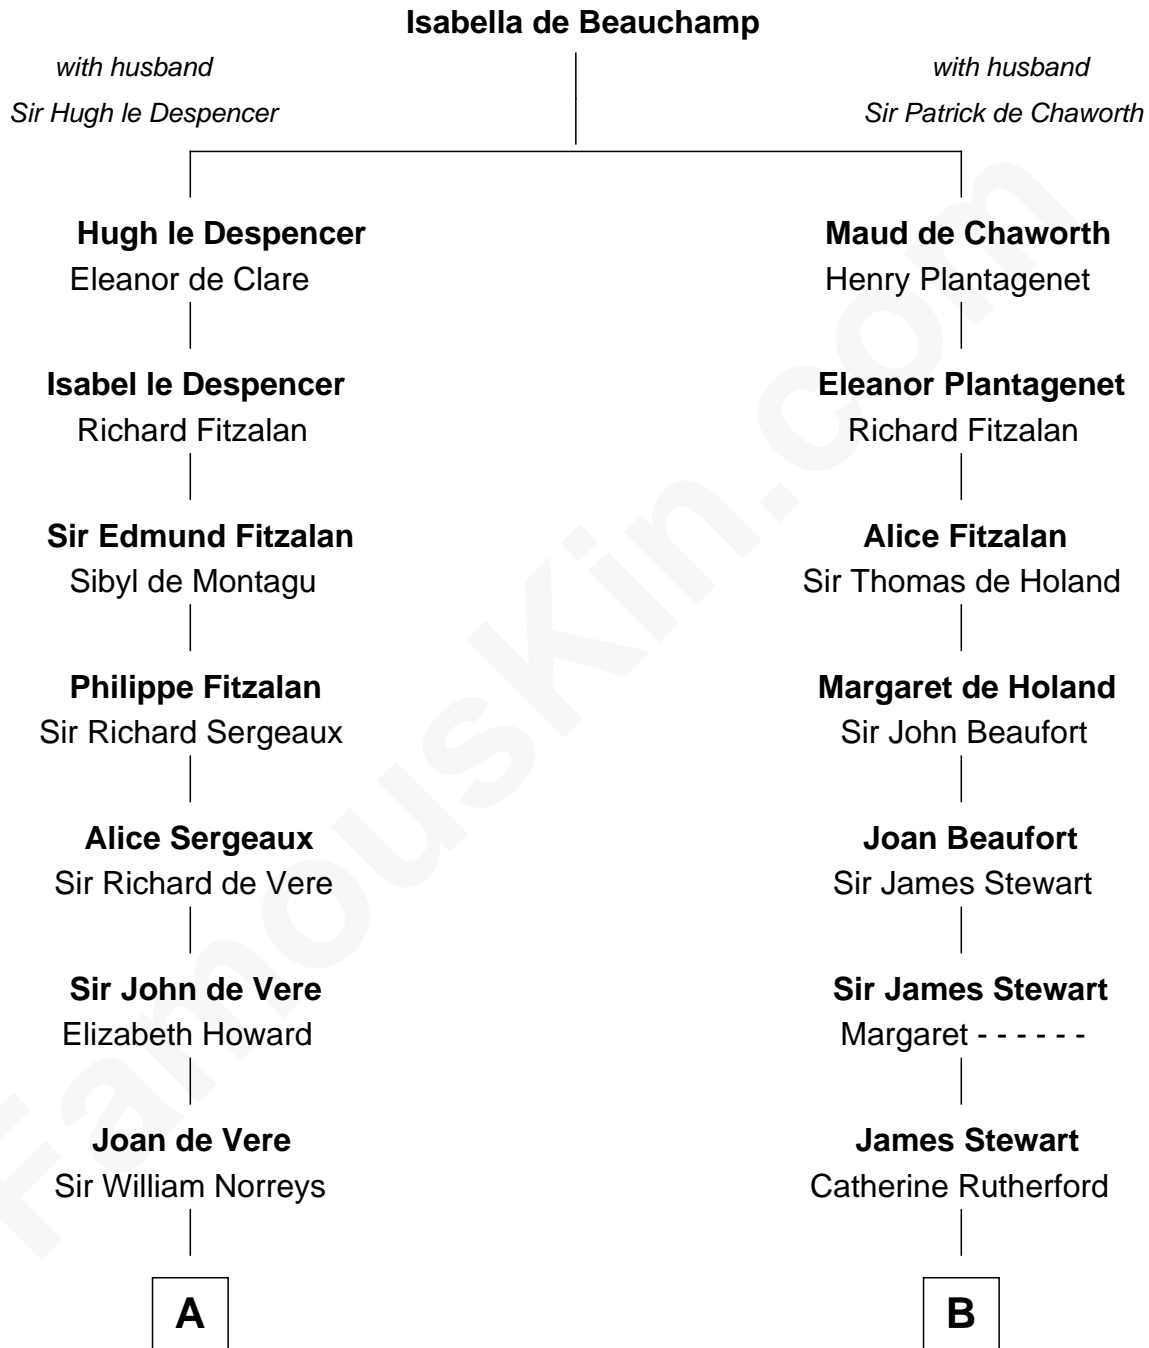 Isabella de Beauchamp
with husband
Sir Hugh le Despencer
with husband
Sir Patrick de Chaworth
Hugh le Despencer
Eleanor de Clare
Maud de Chaworth
Henry Plantagenet
Isabel le Despencer
Richard Fitzalan
Eleanor Plantagenet
Richard Fitzalan
Sir Edmund Fitzalan
Sibyl de Montagu
Alice Fitzalan
Sir Thomas de Holand
Philippe Fitzalan
Sir Richard Sergeaux
Margaret de Holand
Sir John Beaufort
Alice Sergeaux
Sir Richard de Vere
Joan Beaufort
Sir James Stewart
Sir John de Vere
Elizabeth Howard
Sir James Stewart
Margaret - - - - - -
Joan de Vere
Sir William Norreys
James Stewart
Catherine Rutherford
A
B
FamousKin.com